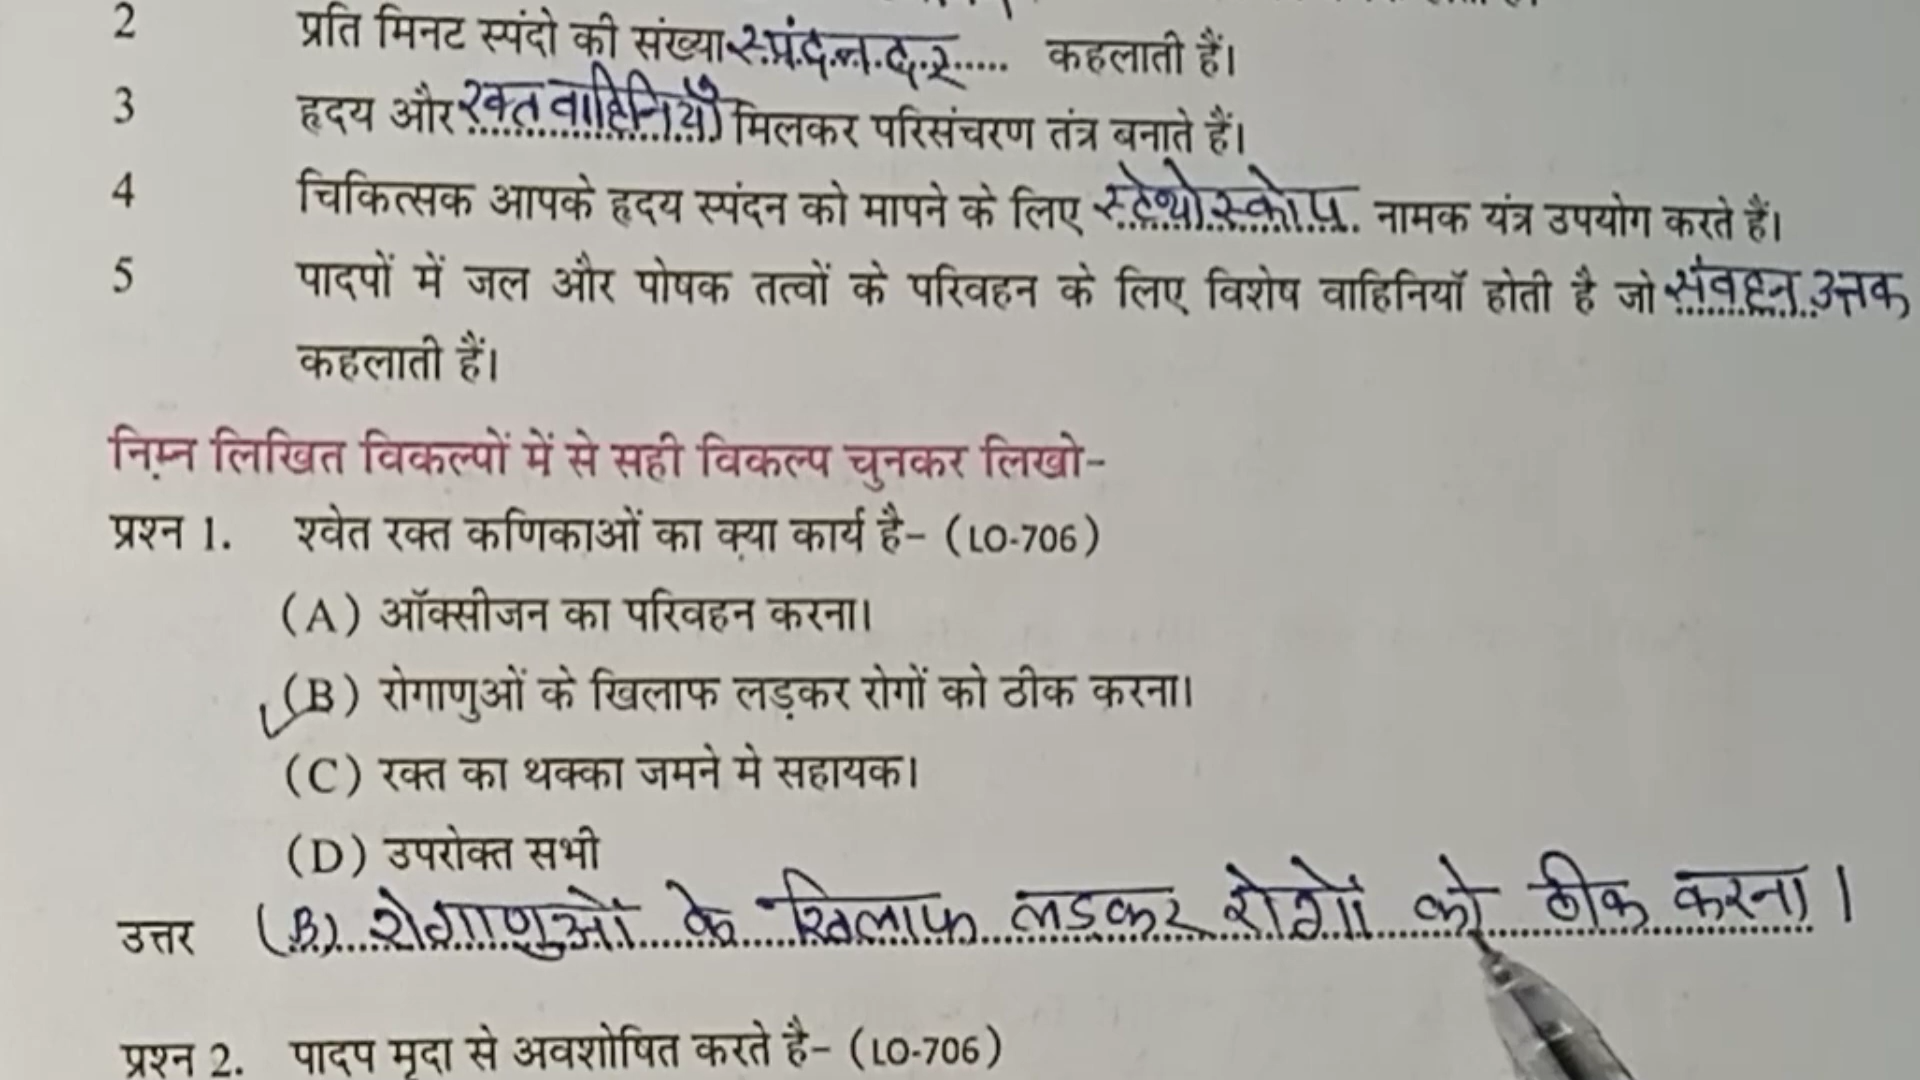 2 प्रति मिनट स्पंदो की संख्या स्पंदन दर..... कहलाती हैं।
3 हृदय और रक्त वाहिनियाँ मिलकर परिसंचरण तंत्र बनाते हैं।
4 चिकित्सक आपके हृदय स्पंदन को मापने के लिए स्टेथोस्कोप नामक यंत्र उपयोग करते हैं।
5 पादपों में जल और पोषक तत्वों के परिवहन के लिए विशेष वाहिनियॉ होती है जो संवहन उत्तक
कहलाती हैं।
निम्न लिखित विकल्पों में से सही विकल्प चुनकर लिखो-
प्रश्न 1. श्वेत रक्त कणिकाओं का क्या कार्य है- (LO-706)
(A) ऑक्सीजन का परिवहन करना।
(B) रोगाणुओं के खिलाफ लड़कर रोगों को ठीक करना।
(C) रक्त का थक्का जमने मे सहायक।
(D) उपरोक्त सभी
उत्तर (B) रोगाणुओं के खिलाफ लडकर रोगों को ठीक करना।
प्रश्न 2. पादप मृदा से अवशोषित करते है- (LO-706)